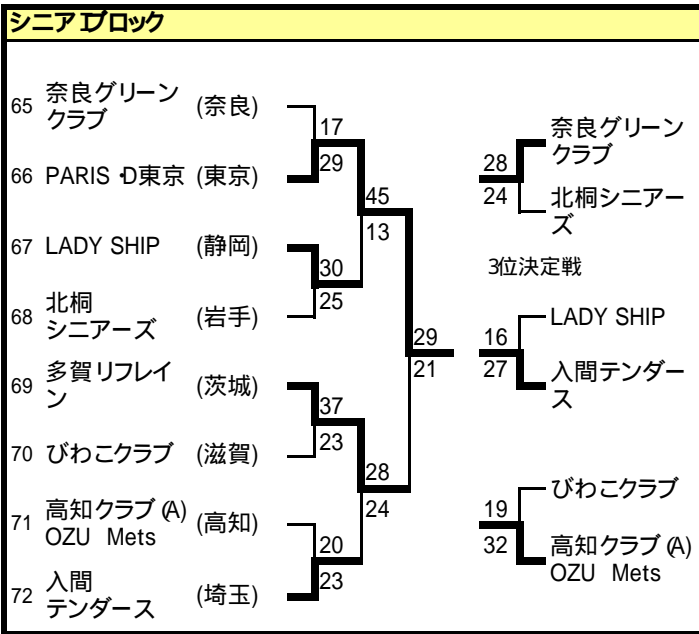 シニア Iブロック
65 奈良グリーン
クラブ (奈良)
66 PARIS・D東京 (東京)
67 LADY SHIP (静岡)
68 北桐
シニアーズ (岩手)
69 多賀リフレイ
ン (茨城)
70 びわこクラブ (滋賀)
71 高知クラブ(A)
OZU Mets (高知)
72 入間
テンダース (埼玉)
17
29
30
25
37
23
20
23
45
13
28
24
29
21
28
24
奈良グリーン
クラブ
北桐シニアー
ズ
3位決定戦
16
27
LADY SHIP
入間テンダー
ス
19
32
びわこクラブ
高知クラブ(A)
OZU Mets